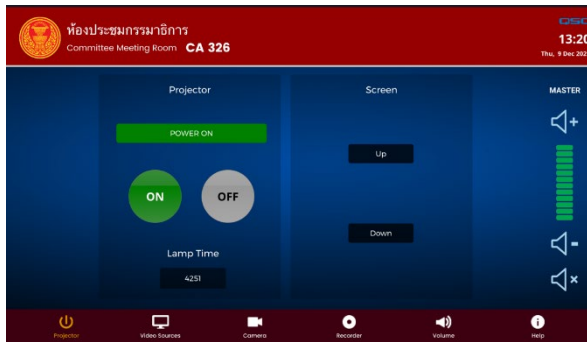 ห้องประชุมกรรมาธิการ
Committee Meeting Room CA 326
QSC
13:20
Thu, 9 Dec 202
Projector
Screen
MASTER
POWER ON
Up
ON
OFF
Down
Lamp Time
4251
Projector
Video Sources
Camera
Recorder
Volume
Help